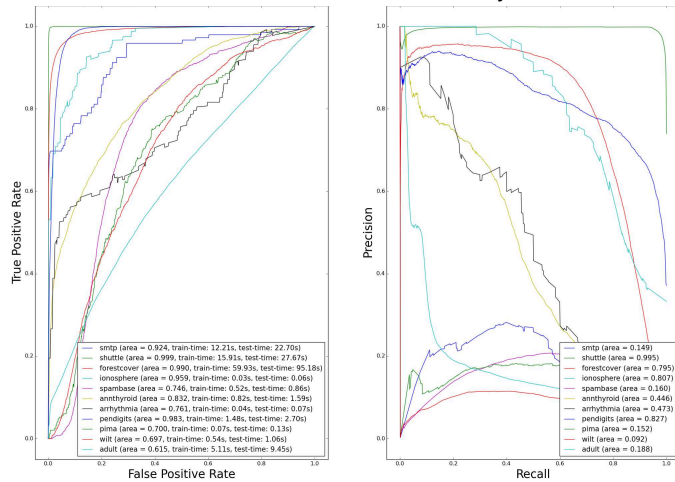 True Positive Rate
1.0
0.8
0.6
0.4
0.2
0.0
smtp (area = 0.924, train-time: 12.21s, test-time: 22.70s)
shuttle (area = 0.999, train-time: 15.91s, test-time: 27.67s)
forestcover (area = 0.990, train-time: 59.93s, test-time: 95.18s)
ionosphere (area = 0.959, train-time: 0.03s, test-time: 0.06s)
spambase (area = 0.746, train-time: 0.52s, test-time: 0.86s)
annthyroid (area = 0.832, train-time: 0.82s, test-time: 1.59s)
arrhythmia (area = 0.761, train-time: 0.04s, test-time: 0.07s)
pendigits (area = 0.983, train-time: 1.48s, test-time: 2.70s)
pima (area = 0.700, train-time: 0.07s, test-time: 0.13s)
wilt (area = 0.697, train-time: 0.54s, test-time: 1.06s)
adult (area = 0.615, train-time: 5.11s, test-time: 9.45s)
0.0 0.2 0.4 0.6 0.8 1.0
False Positive Rate
Precision
1.0
0.8
0.6
0.4
0.2
0.0
smtp (area = 0.149)
shuttle (area = 0.995)
forestcover (area = 0.795)
ionosphere (area = 0.807)
spambase (area = 0.160)
annthyroid (area = 0.446)
arrhythmia (area = 0.473)
pendigits (area = 0.827)
pima (area = 0.152)
wilt (area = 0.092)
adult (area = 0.188)
0.0 0.2 0.4 0.6 0.8 1.0
Recall